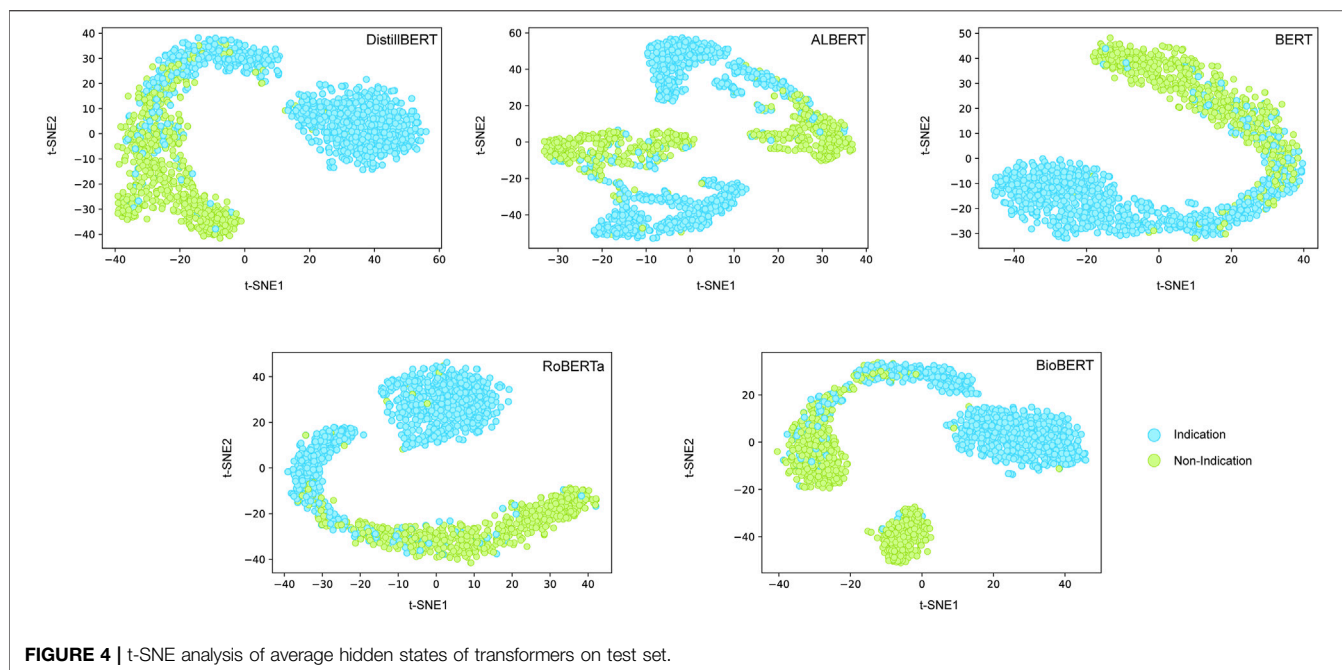 DistillBERT
40
30
20
10
0
−10
−20
−30
−40
t-SNE2
−40 −20 0 20 40 60
t-SNE1
ALBERT
60
40
20
0
−20
−40
t-SNE2
−30 −20 −10 0 10 20 30 40
t-SNE1
BERT
50
40
30
20
10
0
−10
−20
−30
t-SNE2
−40 −20 0 20 40
t-SNE1
RoBERTa
40
20
0
−20
−40
t-SNE2
−40 −30 −20 −10 0 10 20 30 40
t-SNE1
BioBERT
20
0
−20
−40
t-SNE2
−40 −20 0 20 40
t-SNE1
Indication
Non-Indication
FIGURE 4 | t-SNE analysis of average hidden states of transformers on test set.